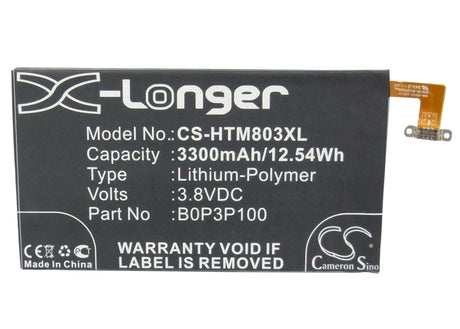 X-Longer
Model No.: CS-HTM803XL
Capacity: 3300mAh/12.54Wh
Type: Lithium-Polymer
Volts 3.8VDC
Part No B0P3P100
WARRANTY VOID
IF LABEL IS REMOVED
Made In China
CS
Cameron Sino